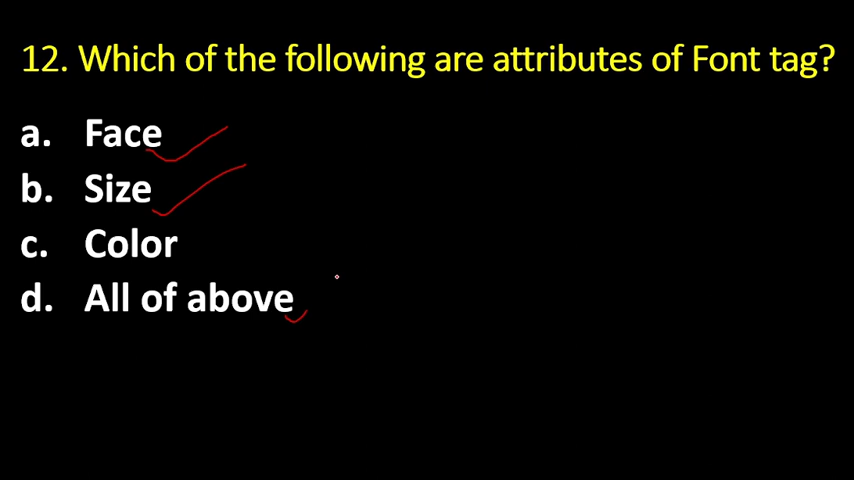 12. Which of the following are attributes of Font tag?
a. Face
b. Size
c. Color
d. All of above